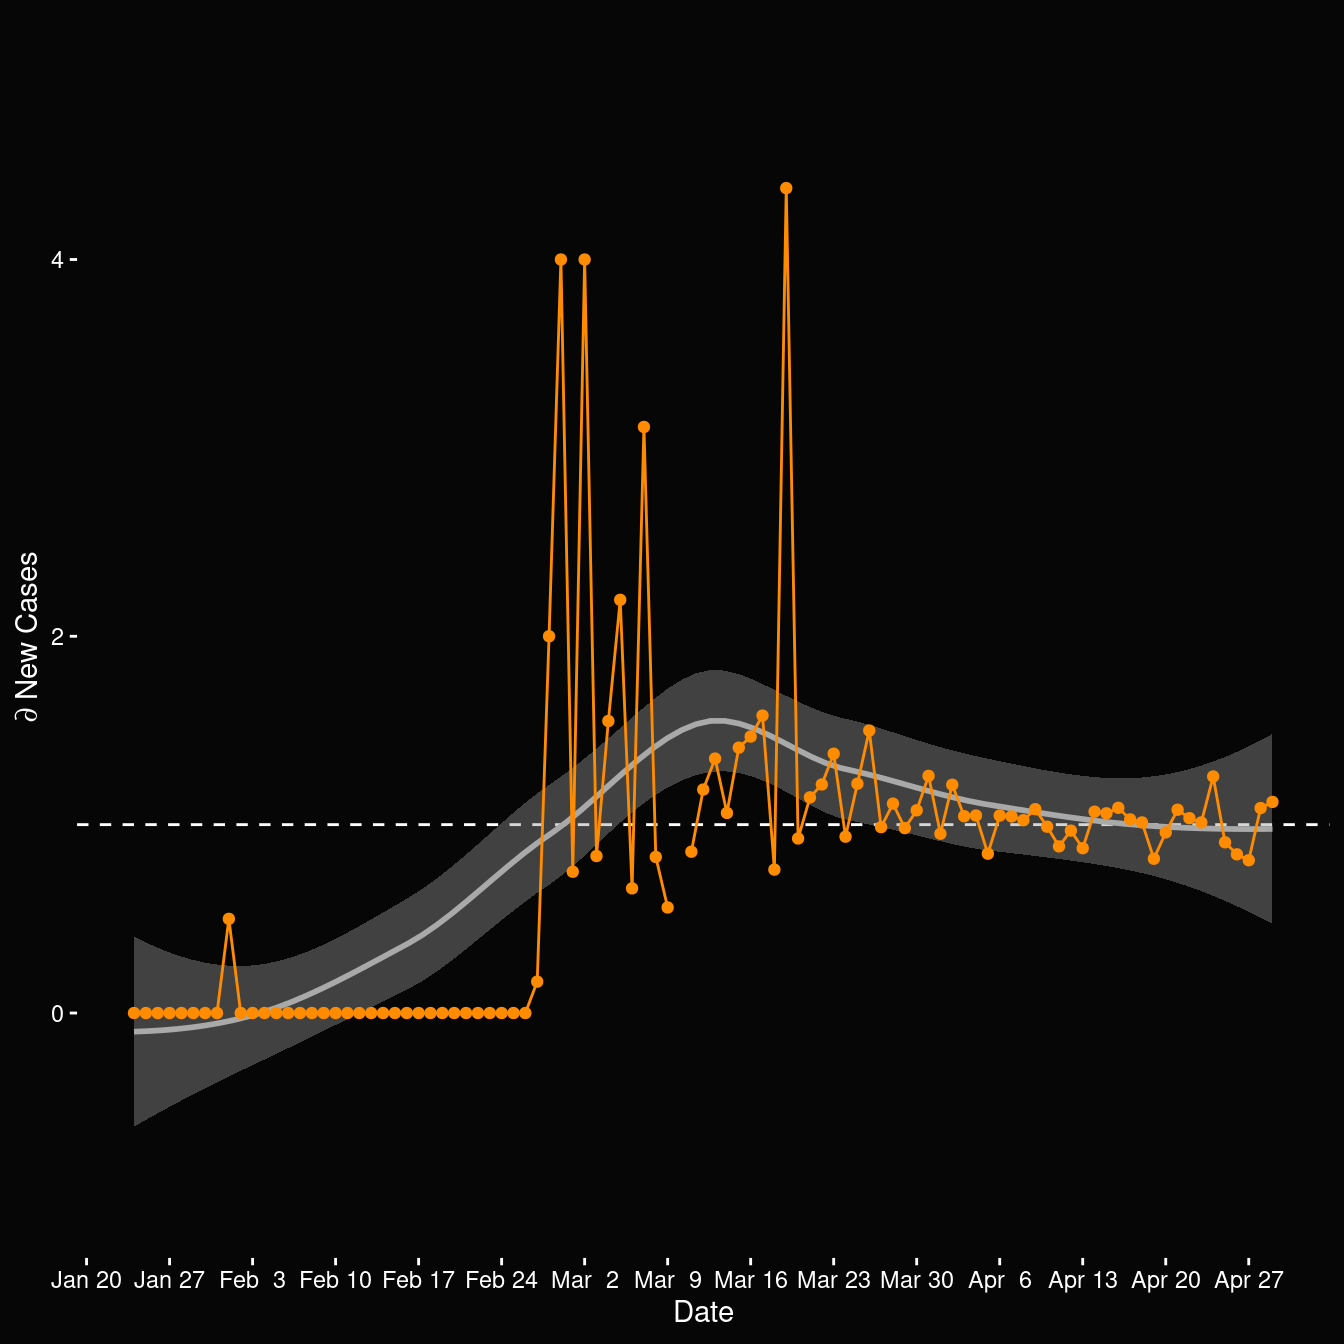 4
2
0
∂ New Cases
Jan 20 Jan 27 Feb 3 Feb 10 Feb 17 Feb 24 Mar 2 Mar 9 Mar 16 Mar 23 Mar 30 Apr 6 Apr 13 Apr 20 Apr 27
Date